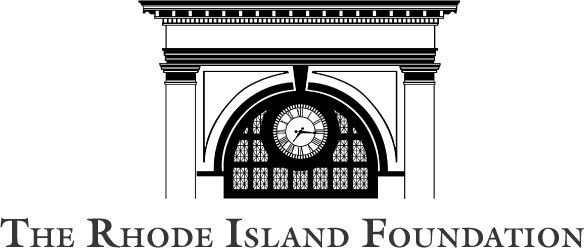 THE RHODE ISLAND FOUNDATION